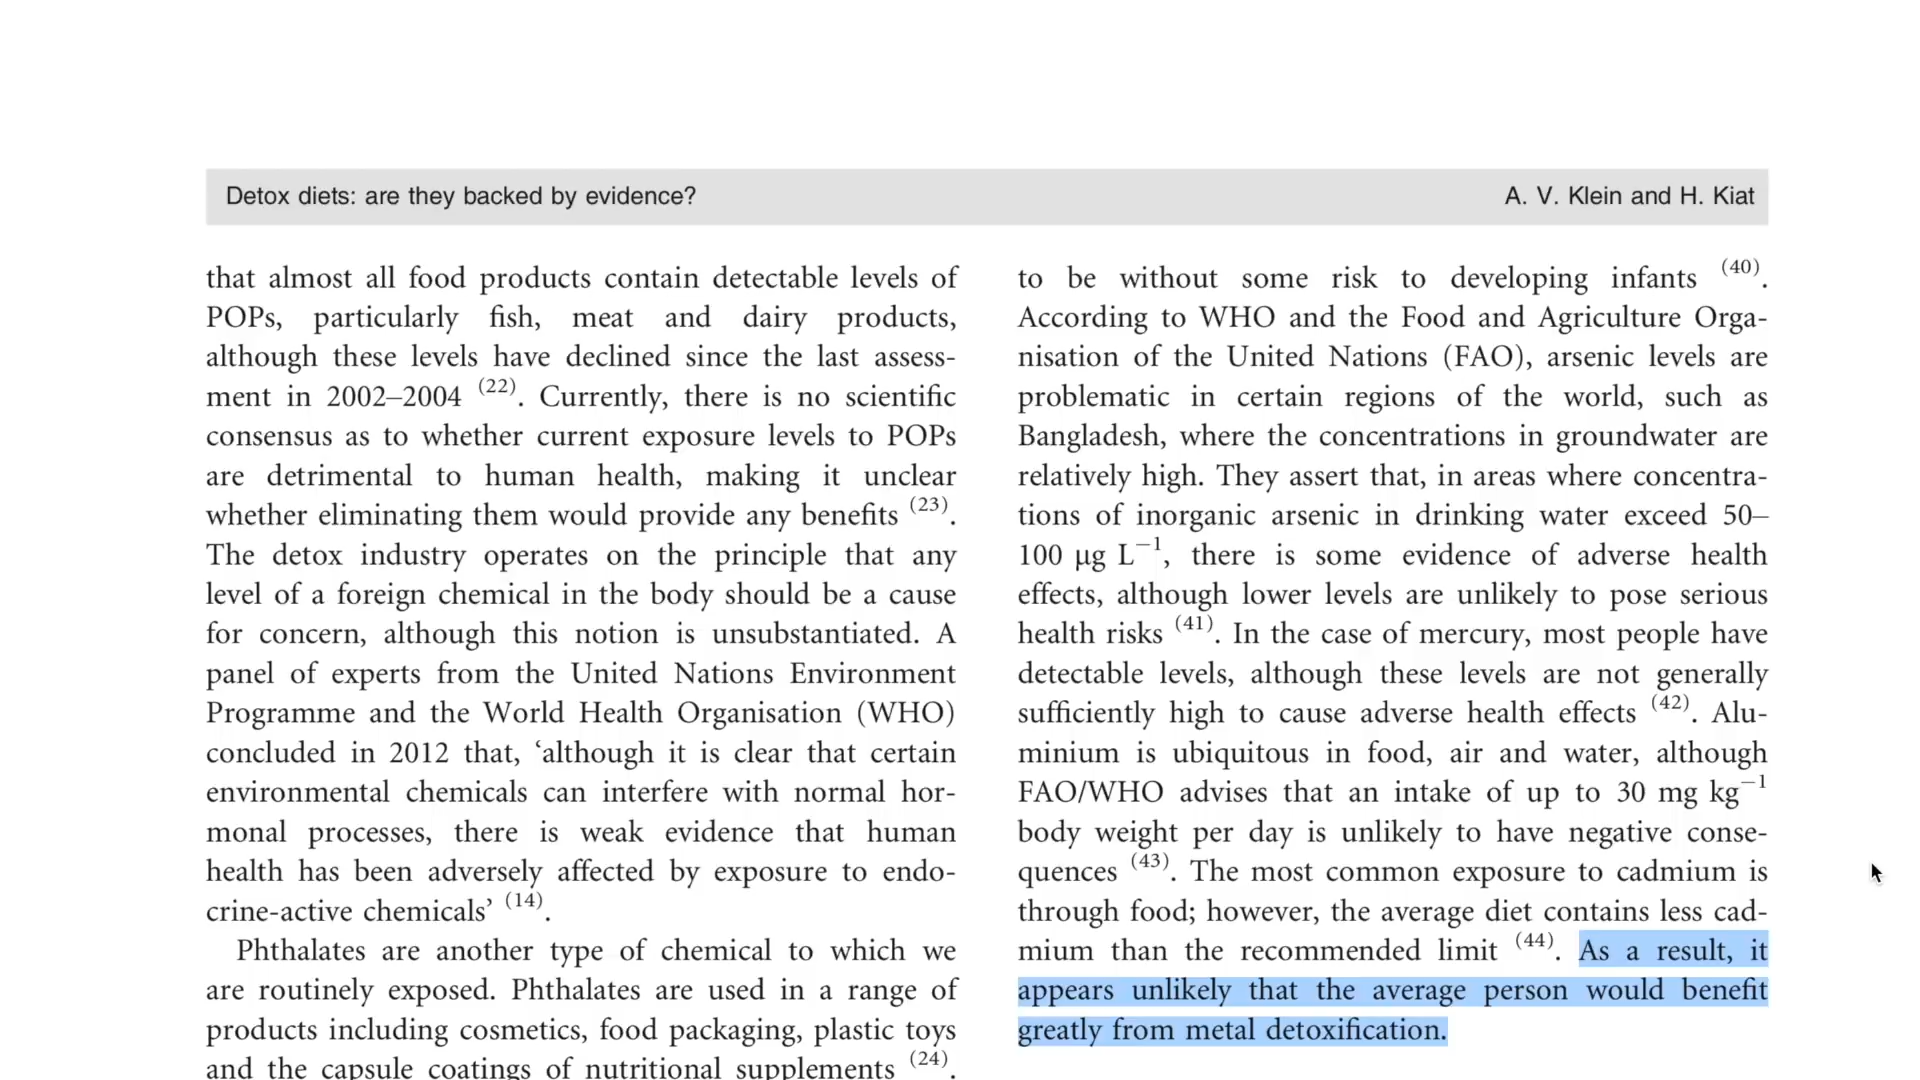 Detox diets: are they backed by evidence?
A. V. Klein and H. Kiat
that almost all food products contain detectable levels of
POPs, particularly fish, meat and dairy products,
although these levels have declined since the last assess-
ment in 2002–2004 (22). Currently, there is no scientific
consensus as to whether current exposure levels to POPs
are detrimental to human health, making it unclear
whether eliminating them would provide any benefits (23).
The detox industry operates on the principle that any
level of a foreign chemical in the body should be a cause
for concern, although this notion is unsubstantiated. A
panel of experts from the United Nations Environment
Programme and the World Health Organisation (WHO)
concluded in 2012 that, ‘although it is clear that certain
environmental chemicals can interfere with normal hor-
monal processes, there is weak evidence that human
health has been adversely affected by exposure to endo-
crine-active chemicals’ (14).
Phthalates are another type of chemical to which we
are routinely exposed. Phthalates are used in a range of
products including cosmetics, food packaging, plastic toys
and the capsule coatings of nutritional supplements (24).
to be without some risk to developing infants (40).
According to WHO and the Food and Agriculture Orga-
nisation of the United Nations (FAO), arsenic levels are
problematic in certain regions of the world, such as
Bangladesh, where the concentrations in groundwater are
relatively high. They assert that, in areas where concentra-
tions of inorganic arsenic in drinking water exceed 50–
100 μg L−1, there is some evidence of adverse health
effects, although lower levels are unlikely to pose serious
health risks (41). In the case of mercury, most people have
detectable levels, although these levels are not generally
sufficiently high to cause adverse health effects (42). Alu-
minium is ubiquitous in food, air and water, although
FAO/WHO advises that an intake of up to 30 mg kg−1
body weight per day is unlikely to have negative conse-
quences (43). The most common exposure to cadmium is
through food; however, the average diet contains less cad-
mium than the recommended limit (44). As a result, it
appears unlikely that the average person would benefit
greatly from metal detoxification.